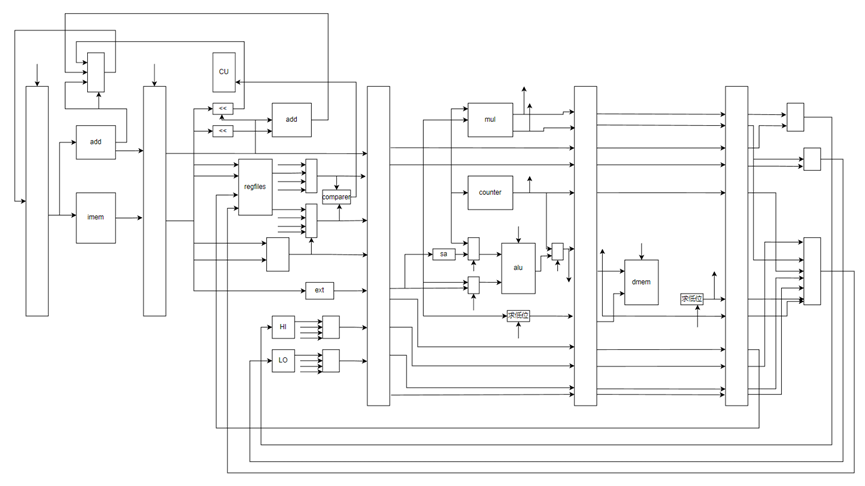 CU
<<
add
<<
add
imem
regfiles
comparer
ext
HI
LO
mul
counter
sa
alu
求低位
dmem
求低位